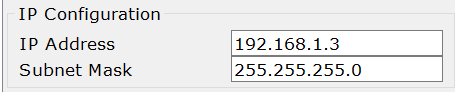 IP Configuration
IP Address 192.168.1.3
Subnet Mask 255.255.255.0